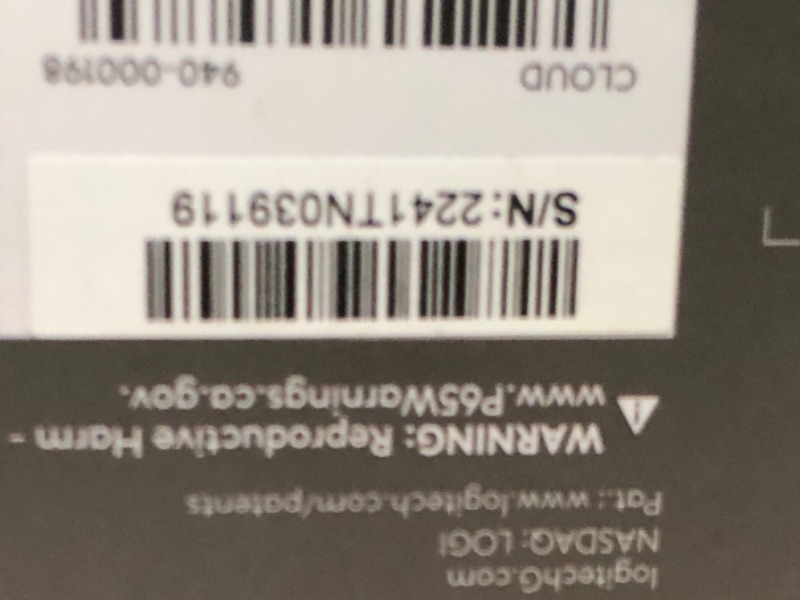 logitechG.com
NASDAQ: LOGI
Pat.: www.logitech.com/patents
WARNING: Reproductive Harm -
www.P65Warnings.ca.gov.
S/N:2241TN039119
CLOUD 940-000198